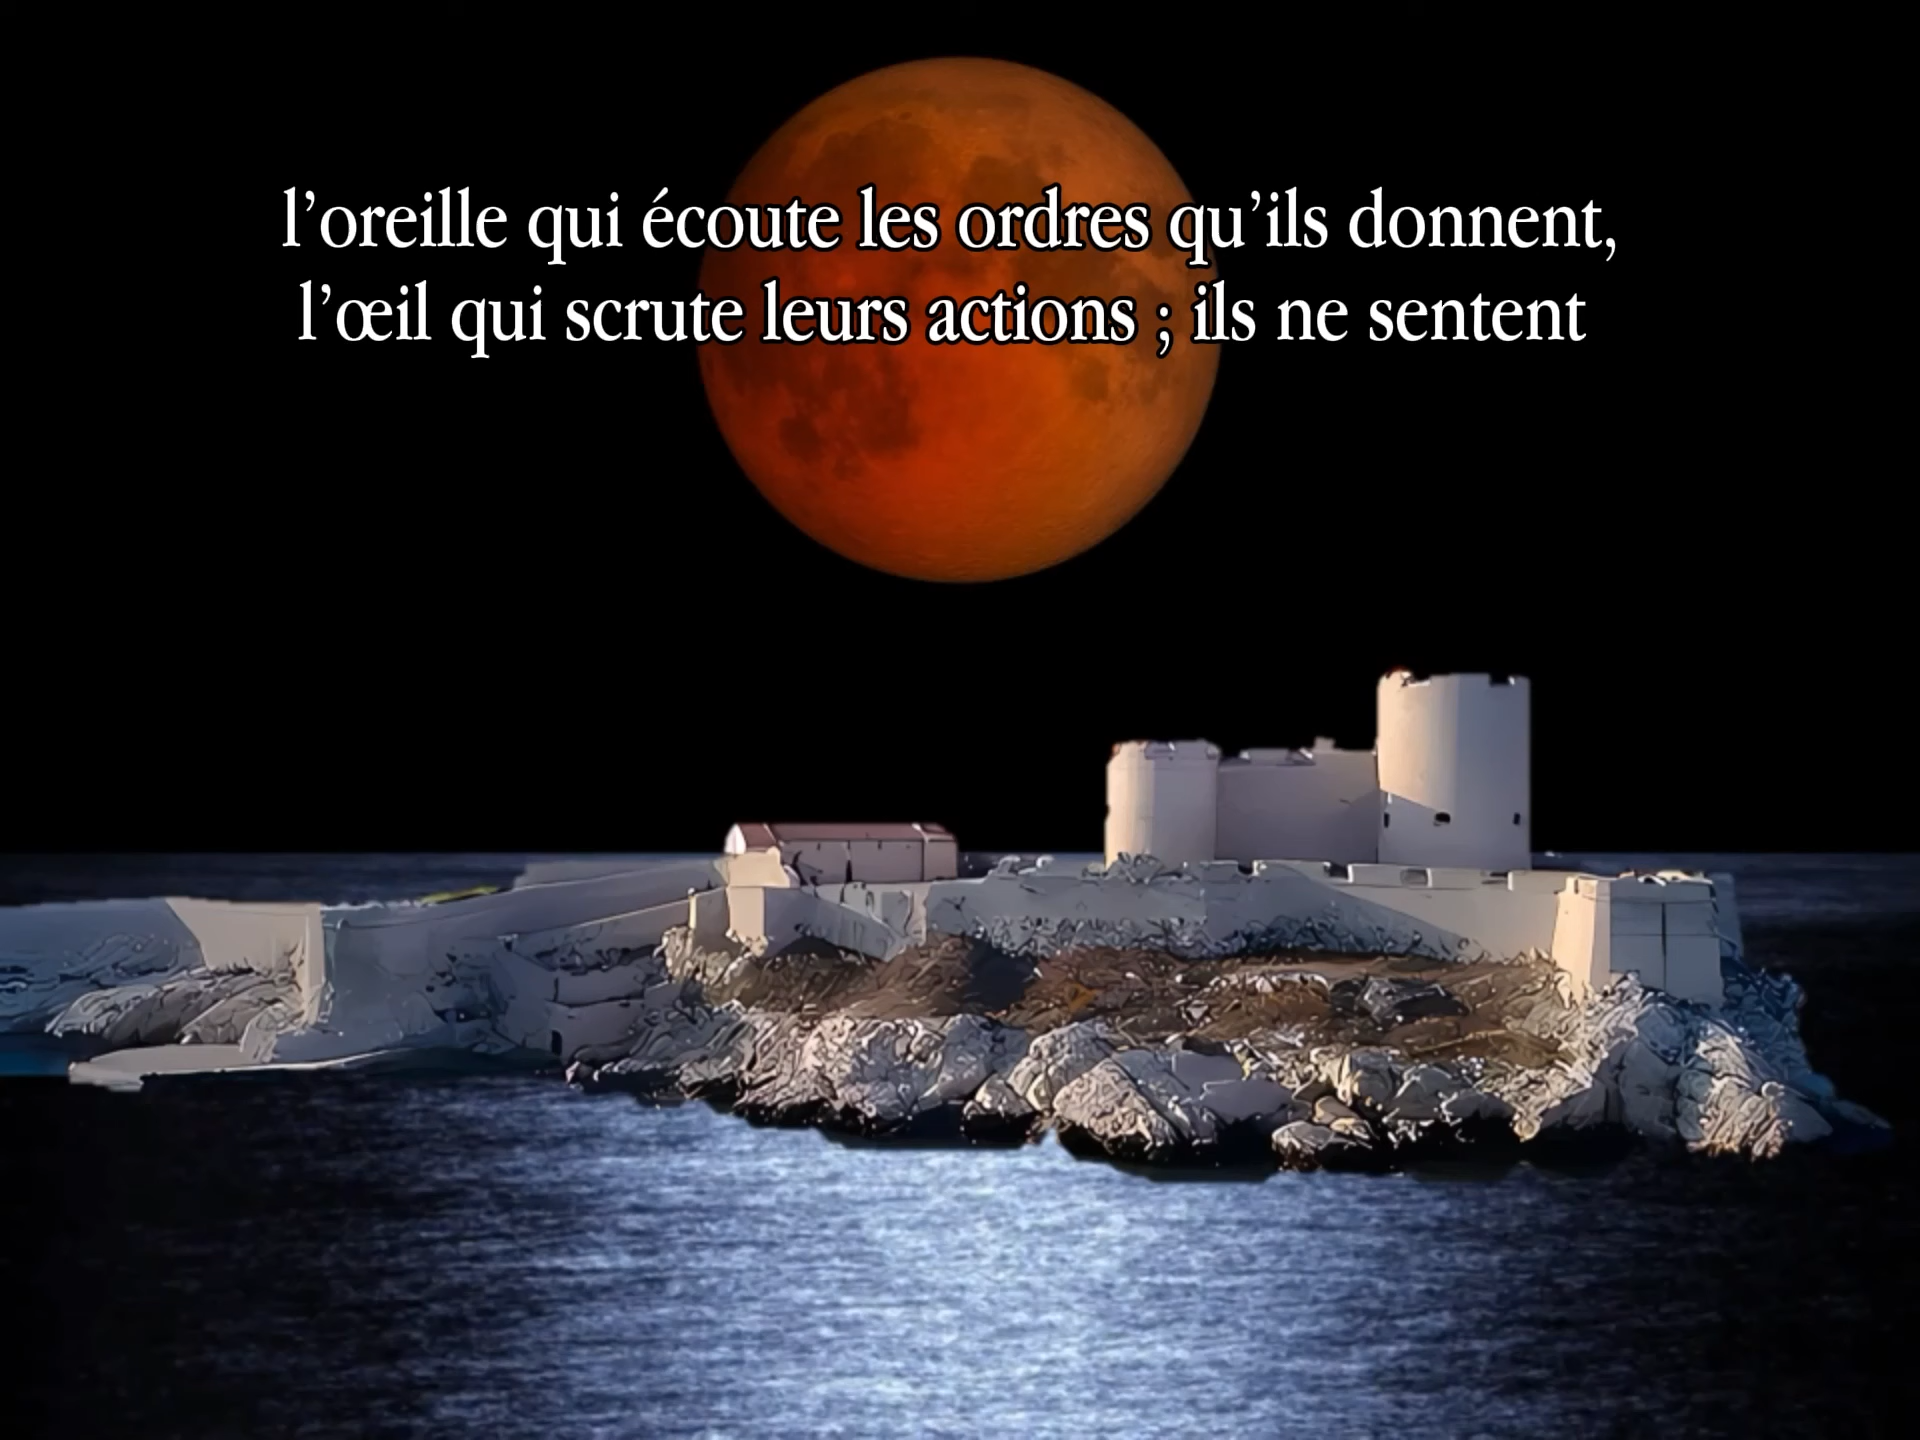 l’oreille qui écoute les ordres qu’ils donnent,
l’œil qui scrute leurs actions ; ils ne sentent